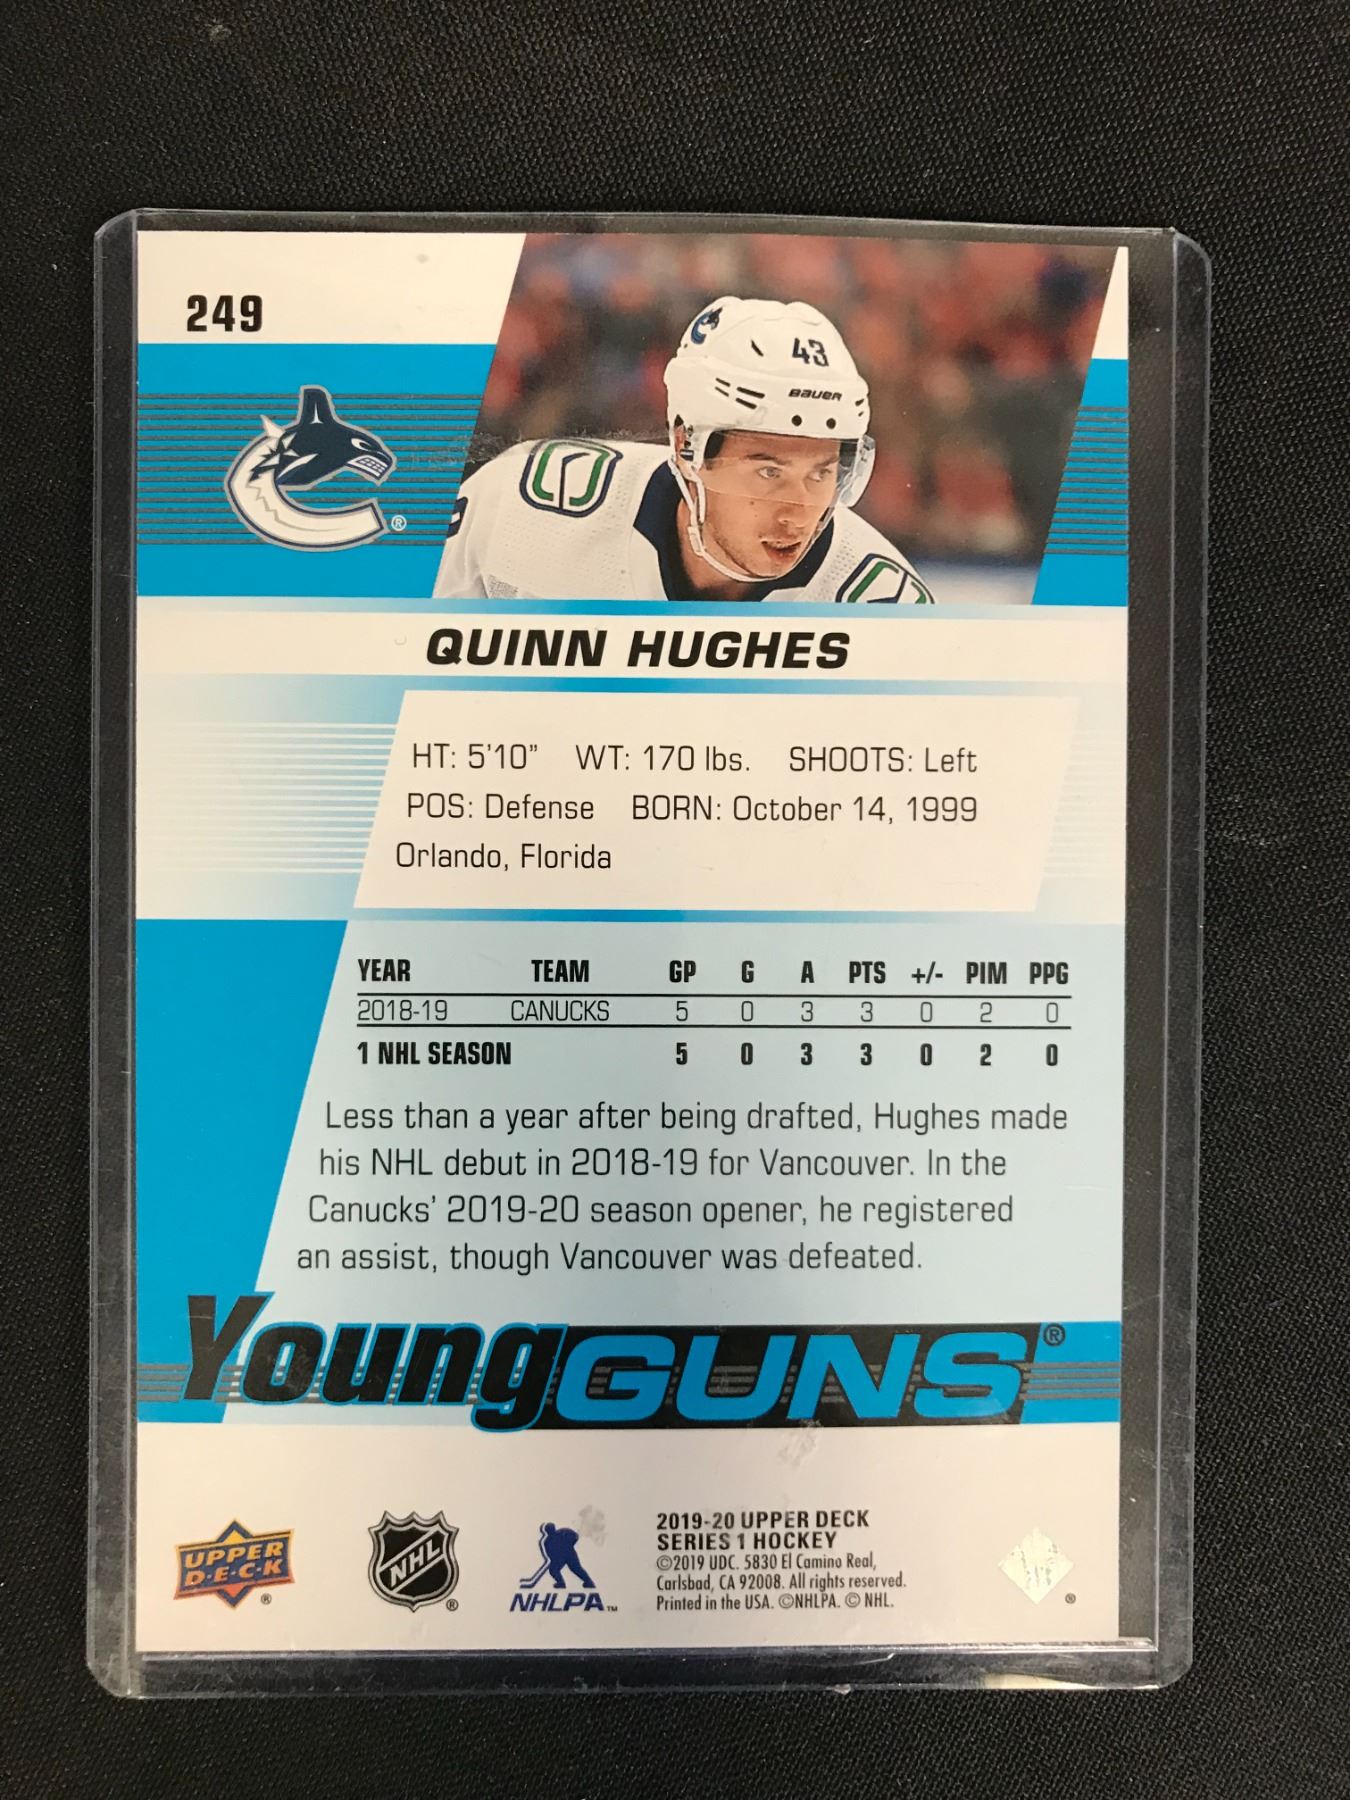 249
43
BAUER
®
QUINN HUGHES
HT: 5'10" WT: 170 lbs. SHOOTS: Left
POS: Defense BORN: October 14, 1999
Orlando, Florida
YEAR TEAM GP G A PTS +/- PIM PPG
2018-19 CANUCKS 5 0 3 3 0 2 0
1 NHL SEASON 5 0 3 3 0 2 0
Less than a year after being drafted, Hughes made
his NHL debut in 2018-19 for Vancouver. In the
Canucks' 2019-20 season opener, he registered
an assist, though Vancouver was defeated.
Young GUNS®
UPPER
D·E·C·K ®
NHL ®
NHLPA™
2019-20 UPPER DECK
SERIES 1 HOCKEY
©2019 UDC. 5830 El Camino Real,
Carlsbad, CA 92008. All rights reserved.
Printed in the USA. ©NHLPA. © NHL.
®